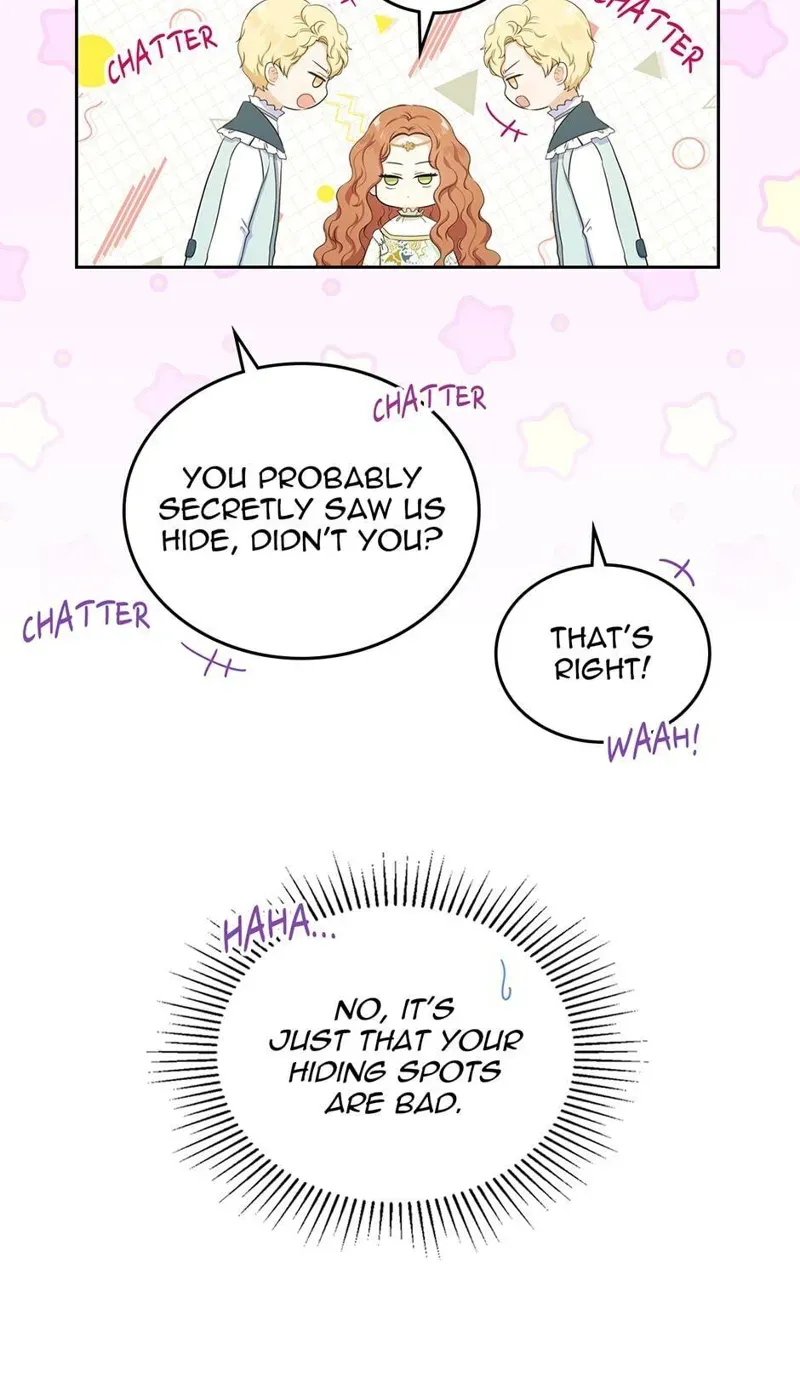 CHATTER
CHATTER
CHATTER
YOU PROBABLY
SECRETLY SAW US
HIDE, DIDN'T YOU?
CHATTER
THAT'S
RIGHT!
WAAH!
HAHA...
NO, IT'S
JUST THAT YOUR
HIDING SPOTS
ARE BAD.